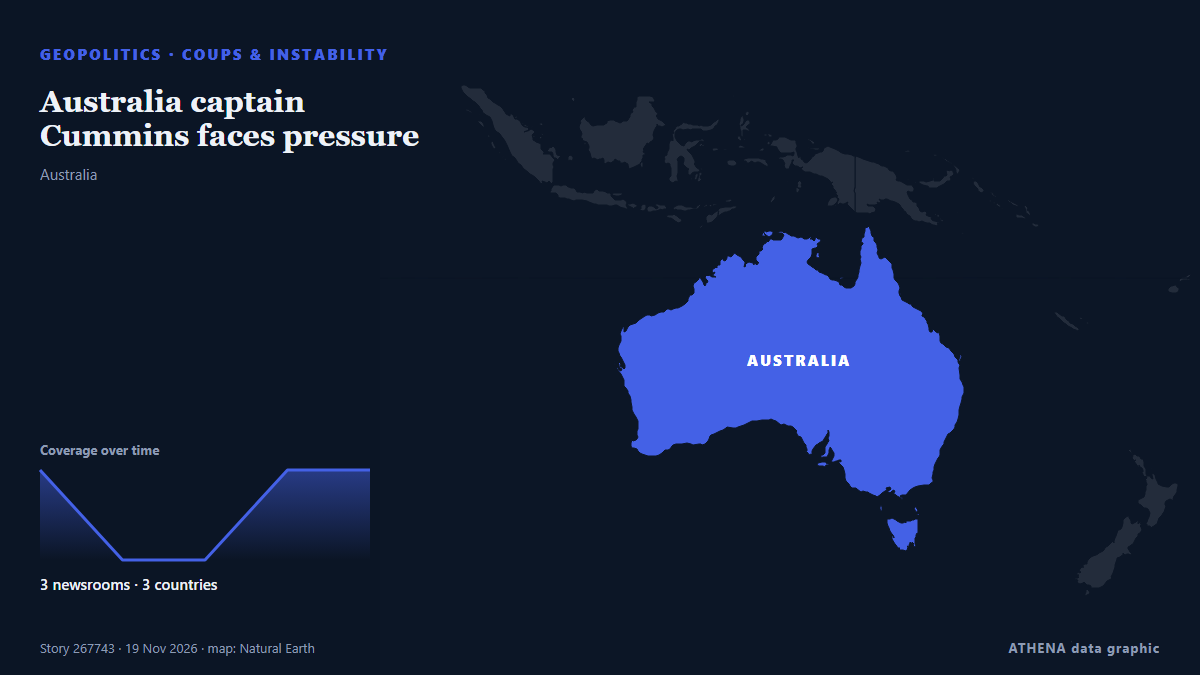 GEOPOLITICS · COUPS & INSTABILITY
Australia captain
Cummins faces pressure
Australia
AUSTRALIA
Coverage over time
3 newsrooms · 3 countries
Story 267743 · 19 Nov 2026 · map: Natural Earth
ATHENA data graphic